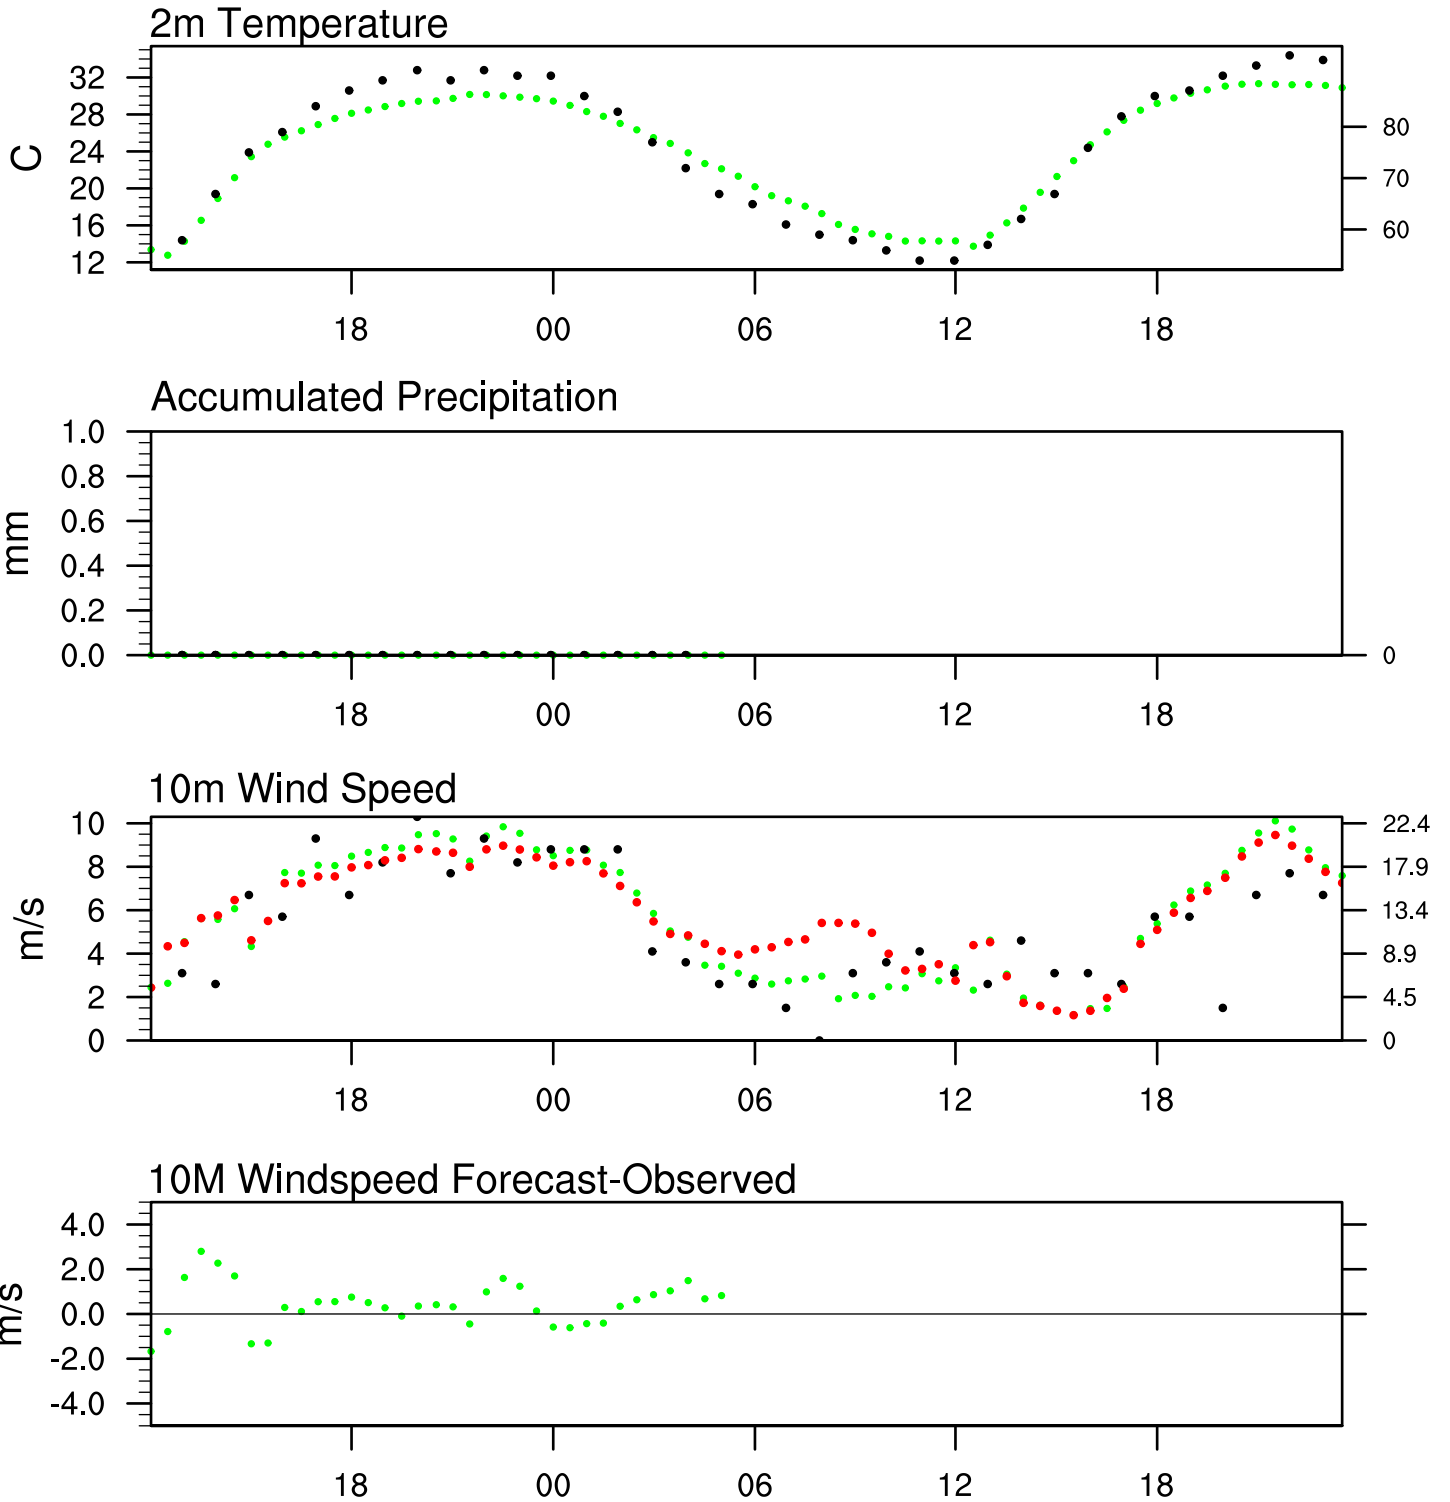 2m Temperature
C
32
28
24
20
16
12
80
70
60
18 00 06 12 18
Accumulated Precipitation
mm
1.0
0.8
0.6
0.4
0.2
0.0
0
18 00 06 12 18
10m Wind Speed
m/s
10
8
6
4
2
0
22.4
17.9
13.4
8.9
4.5
0
18 00 06 12 18
10M Windspeed Forecast-Observed
m/s
4.0
2.0
0.0
-2.0
-4.0
18 00 06 12 18